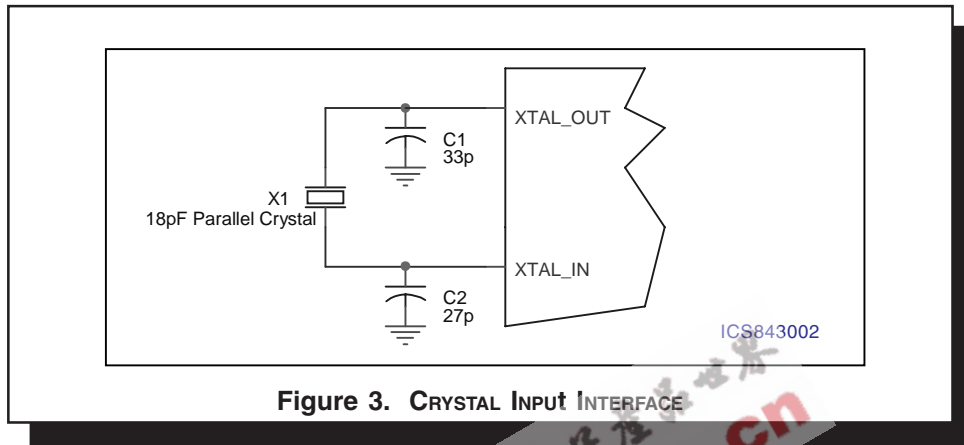 XTAL_OUT
C1
33p
X1
18pF Parallel Crystal
XTAL_IN
C2
27p
ICS843002
Figure 3. CRYSTAL INPUT INTERFACE
cn